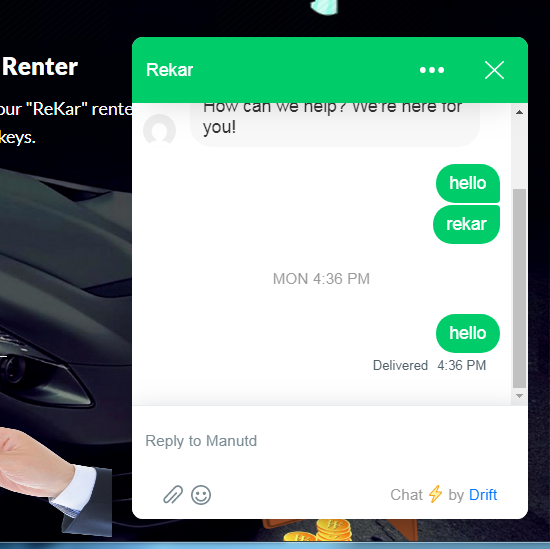 Renter
our "ReKar" rente
keys.
Rekar
How can we help? We're here for
you!
hello
rekar
MON 4:36 PM
hello
Delivered 4:36 PM
Reply to Manutd
Chat ⚡ by Drift